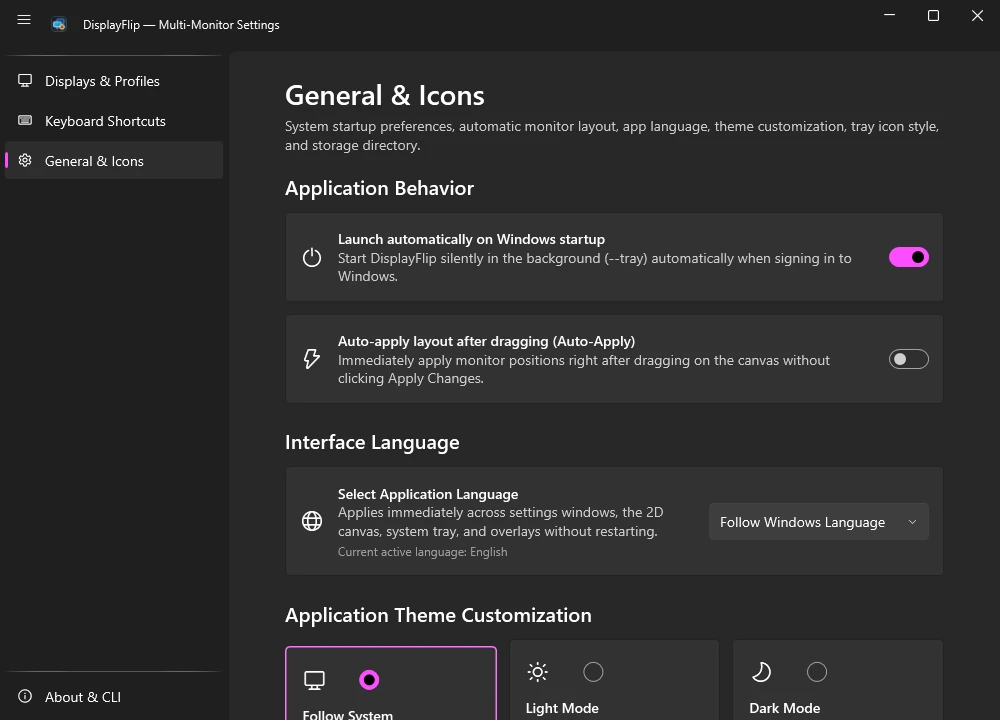 DisplayFlip — Multi-Monitor Settings
Displays & Profiles
Keyboard Shortcuts
General & Icons
About & CLI
General & Icons
System startup preferences, automatic monitor layout, app language, theme customization, tray icon style,
and storage directory.
Application Behavior
Launch automatically on Windows startup
Start DisplayFlip silently in the background (--tray) automatically when signing in to
Windows.
Auto-apply layout after dragging (Auto-Apply)
Immediately apply monitor positions right after dragging on the canvas without
clicking Apply Changes.
Interface Language
Select Application Language
Applies immediately across settings windows, the 2D
canvas, system tray, and overlays without restarting.
Current active language: English
Follow Windows Language
Application Theme Customization
Follow System
Light Mode
Dark Mode